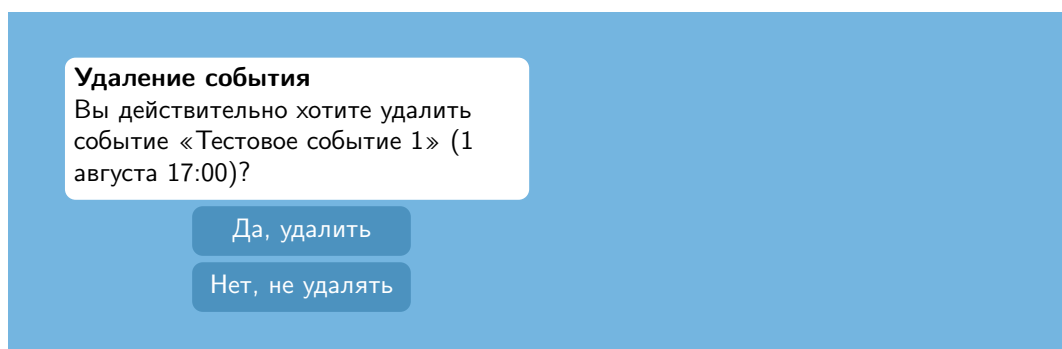 Удаление события
Вы действительно хотите удалить
событие «Тестовое событие 1» (1
августа 17:00)?
Да, удалить
Нет, не удалять